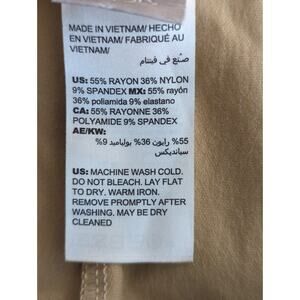 MADE IN VIETNAM/ HECHO
EN VIETNAM/ FABRIQUÉ AU
VIETNAM/
صنع في فيتنام
US: 55% RAYON 36% NYLON
9% SPANDEX MX: 55% rayón
36% poliamida 9% elastano
CA: 55% RAYONNE 36%
POLYAMIDE 9% SPANDEX
AE/KW:
55% رايون 36% بولياميد 9%
سباندیکس
US: MACHINE WASH COLD.
DO NOT BLEACH. LAY FLAT
TO DRY. WARM IRON.
REMOVE PROMPTLY AFTER
WASHING. MAY BE DRY
CLEANED